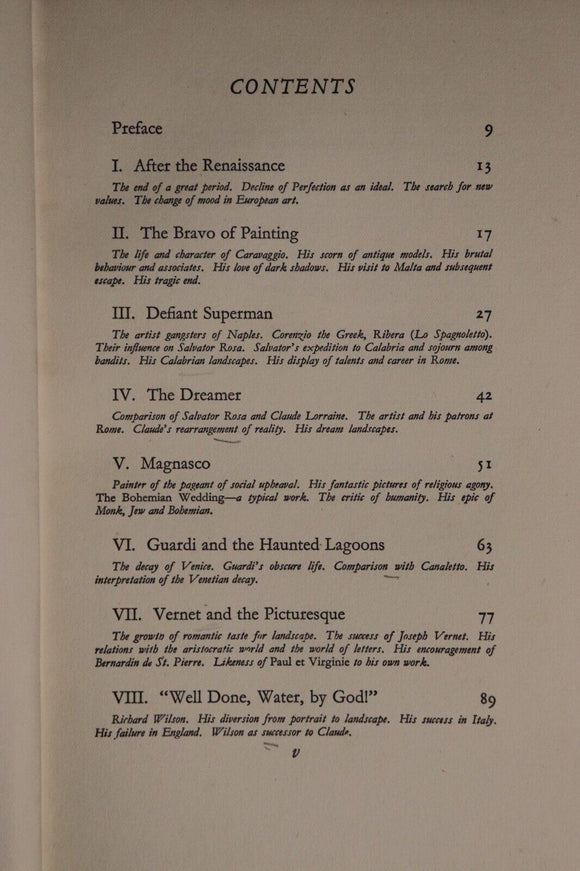 CONTENTS
Preface 9
I. After the Renaissance 13
The end of a great period. Decline of Perfection as an ideal. The search for new
values. The change of mood in European art.
II. The Bravo of Painting 17
The life and character of Caravaggio. His scorn of antique models. His brutal
behaviour and associates. His love of dark shadows. His visit to Malta and subsequent
escape. His tragic end.
III. Defiant Superman 27
The artist gangsters of Naples. Corenzio the Greek, Ribera (Lo Spagnoletto).
Their influence on Salvator Rosa. Salvator's expedition to Calabria and sojourn among
bandits. His Calabrian landscapes. His display of talents and career in Rome.
IV. The Dreamer 42
Comparison of Salvator Rosa and Claude Lorraine. The artist and his patrons at
Rome. Claude's rearrangement of reality. His dream landscapes.
V. Magnasco 51
Painter of the pageant of social upheaval. His fantastic pictures of religious agony.
The Bohemian Wedding—a typical work. The critic of humanity. His epic of
Monk, Jew and Bohemian.
VI. Guardi and the Haunted Lagoons 63
The decay of Venice. Guardi's obscure life. Comparison with Canaletto. His
interpretation of the Venetian decay.
VII. Vernet and the Picturesque 77
The growth of romantic taste for landscape. The success of Joseph Vernet. His
relations with the aristocratic world and the world of letters. His encouragement of
Bernardin de St. Pierre. Likeness of Paul et Virginie to his own work.
VIII. "Well Done, Water, by God!" 89
Richard Wilson. His diversion from portrait to landscape. His success in Italy.
His failure in England. Wilson as successor to Claude.
v